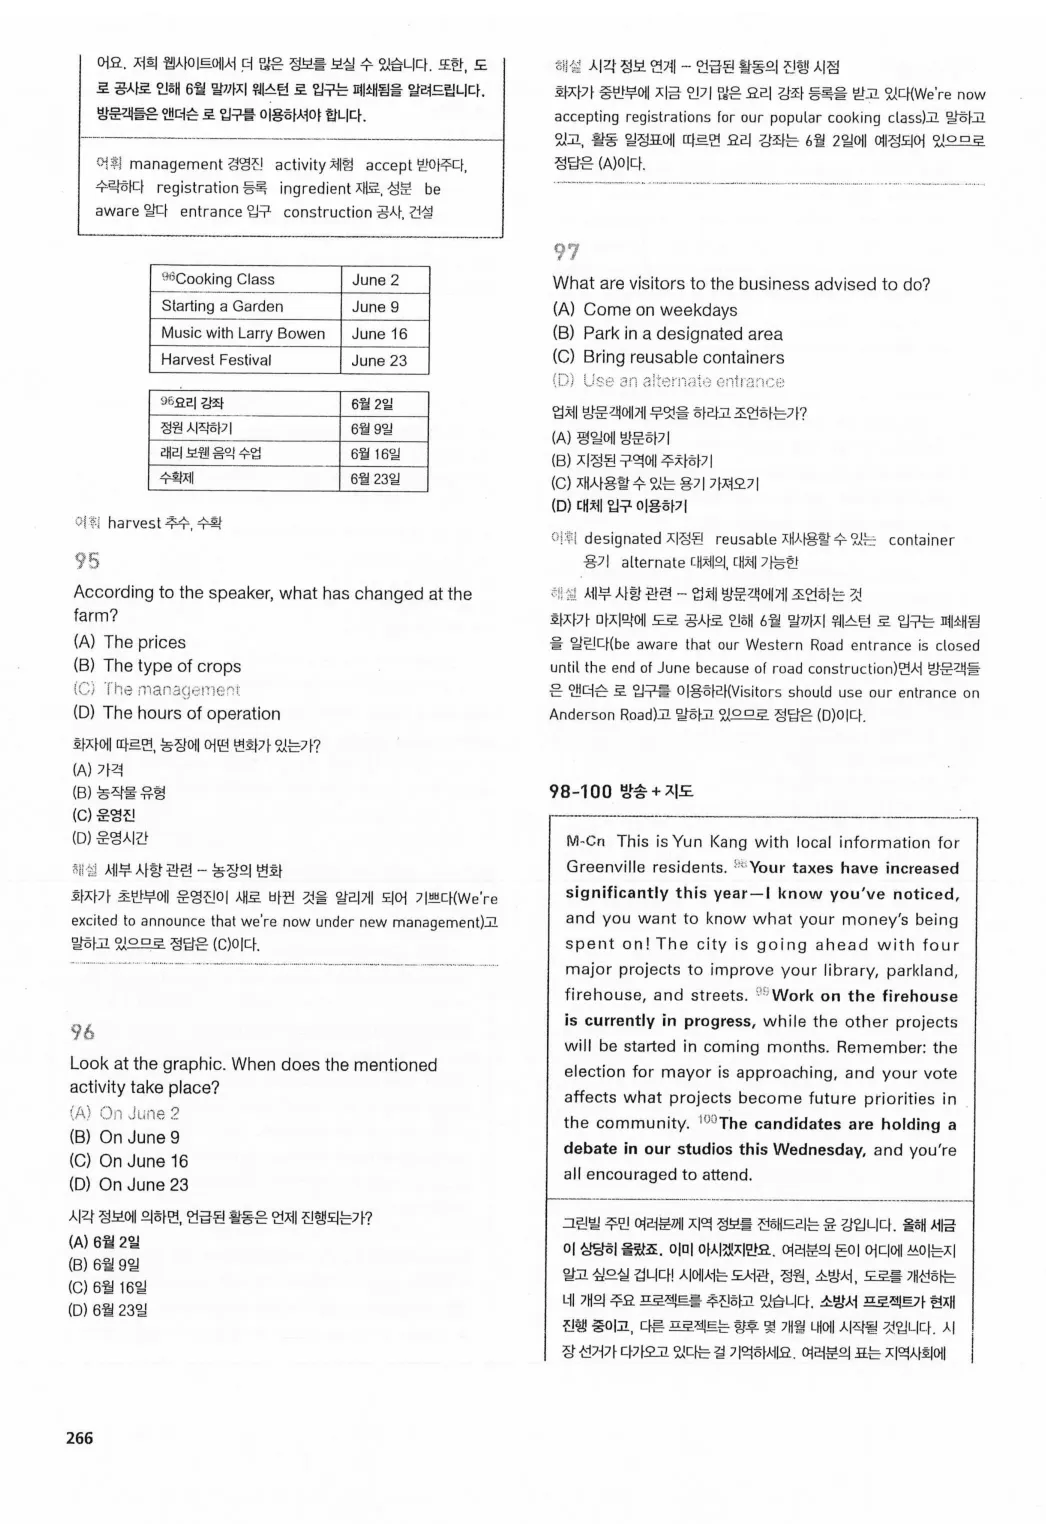 어요. 저희 웹사이트에서 더 많은 정보를 보실 수 있습니다. 또한, 도
로 공사로 인해 6월 말까지 웨스턴 로 입구는 폐쇄됨을 알려드립니다.
방문객들은 앤더슨 로 입구를 이용하셔야 합니다.
어휘 management 경영진 activity 체험 accept 받아주다,
수락하다 registration 등록 ingredient 재료, 성분 be
aware 알다 entrance 입구 construction 공사, 건설
96Cooking Class June 2
Starting a Garden June 9
Music with Larry Bowen June 16
Harvest Festival June 23
96요리 강좌 6월 2일
정원 시작하기 6월 9일
래리 보웬 음악 수업 6월 16일
수확제 6월 23일
어휘 harvest 추수, 수확
95
According to the speaker, what has changed at the
farm?
(A) The prices
(B) The type of crops
(C) The management
(D) The hours of operation
화자에 따르면, 농장에 어떤 변화가 있는가?
(A) 가격
(B) 농작물 유형
(C) 운영진
(D) 운영시간
해설 세부 사항 관련 – 농장의 변화
화자가 초반부에 운영진이 새로 바뀐 것을 알리게 되어 기쁘다(We're
excited to announce that we're now under new management)고
말하고 있으므로 정답은 (C)이다.
96
Look at the graphic. When does the mentioned
activity take place?
(A) On June 2
(B) On June 9
(C) On June 16
(D) On June 23
시각 정보에 의하면, 언급된 활동은 언제 진행되는가?
(A) 6월 2일
(B) 6월 9일
(C) 6월 16일
(D) 6월 23일
해설 시각 정보 연계 – 언급된 활동의 진행 시점
화자가 중반부에 지금 인기 많은 요리 강좌 등록을 받고 있다(We're now
accepting registrations for our popular cooking class)고 말하고
있고, 활동 일정표에 따르면 요리 강좌는 6월 2일에 예정되어 있으므로
정답은 (A)이다.
97
What are visitors to the business advised to do?
(A) Come on weekdays
(B) Park in a designated area
(C) Bring reusable containers
(D) Use an alternate entrance
업체 방문객에게 무엇을 하라고 조언하는가?
(A) 평일에 방문하기
(B) 지정된 구역에 주차하기
(C) 재사용할 수 있는 용기 가져오기
(D) 대체 입구 이용하기
어휘 designated 지정된 reusable 재사용할 수 있는 container
용기 alternate 대체의, 대체 가능한
해설 세부 사항 관련 – 업체 방문객에게 조언하는 것
화자가 마지막에 도로 공사로 인해 6월 말까지 웨스턴 로 입구는 폐쇄됨
을 알린다(be aware that our Western Road entrance is closed
until the end of June because of road construction)면서 방문객들
은 앤더슨 로 입구를 이용하라(Visitors should use our entrance on
Anderson Road)고 말하고 있으므로 정답은 (D)이다.
98-100 방송 + 지도
M-Cn This is Yun Kang with local information for
Greenville residents. 98Your taxes have increased
significantly this year—I know you've noticed,
and you want to know what your money's being
spent on! The city is going ahead with four
major projects to improve your library, parkland,
firehouse, and streets. 99Work on the firehouse
is currently in progress, while the other projects
will be started in coming months. Remember: the
election for mayor is approaching, and your vote
affects what projects become future priorities in
the community. 100The candidates are holding a
debate in our studios this Wednesday, and you're
all encouraged to attend.
그린빌 주민 여러분께 지역 정보를 전해드리는 윤 강입니다. 올해 세금
이 상당히 올랐죠. 이미 아시겠지만요. 여러분의 돈이 어디에 쓰이는지
알고 싶으실 겁니다! 시에서는 도서관, 정원, 소방서, 도로를 개선하는
네 개의 주요 프로젝트를 추진하고 있습니다. 소방서 프로젝트가 현재
진행 중이고, 다른 프로젝트는 향후 몇 개월 내에 시작될 것입니다. 시
장 선거가 다가오고 있다는 걸 기억하세요. 여러분의 표는 지역사회에
266